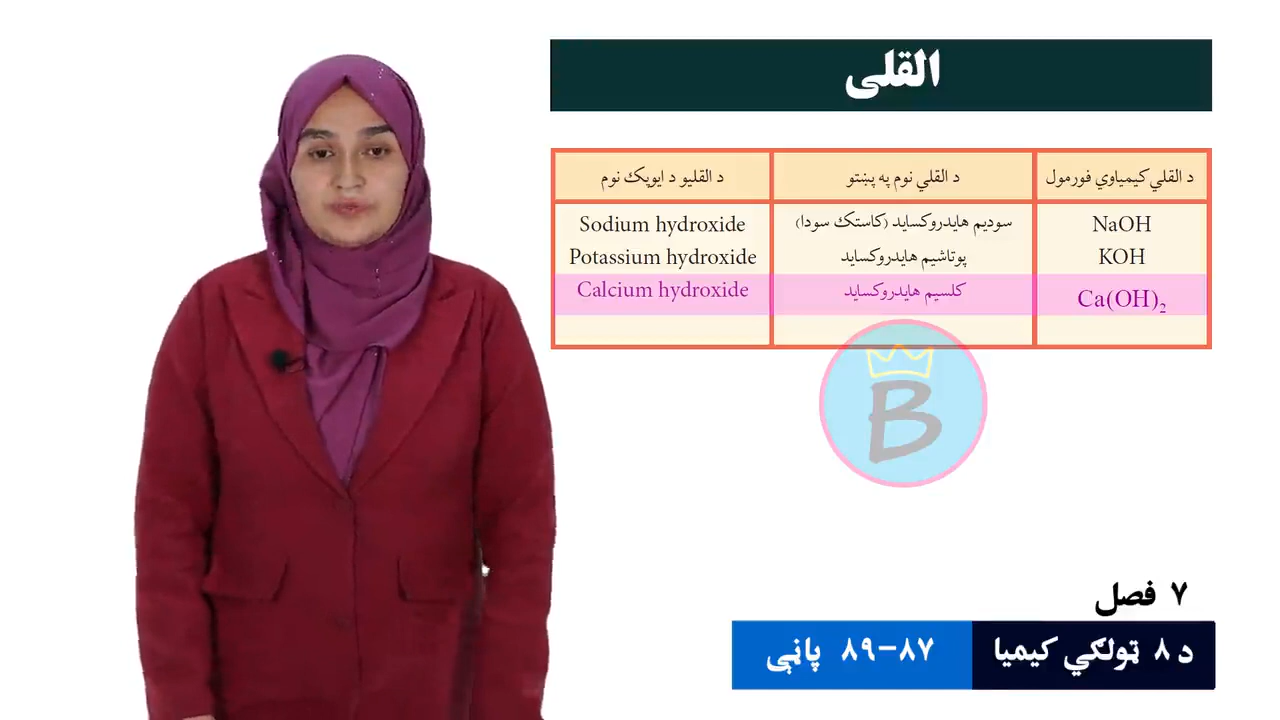 القلی
د القلي کیمیاوي فورمول	د القلي نوم په پښتو	د القلیو د ایوپک نوم
NaOH	سودیم هایدروکساید (کاستک سودا)	Sodium hydroxide
KOH	پوتاشیم هایدروکساید	Potassium hydroxide
Ca(OH)₂	کلسیم هایدروکساید	Calcium hydroxide
B
۷ فصل
د ۸ ټولګي کیمیا	۸۷–۸۹ پاڼې